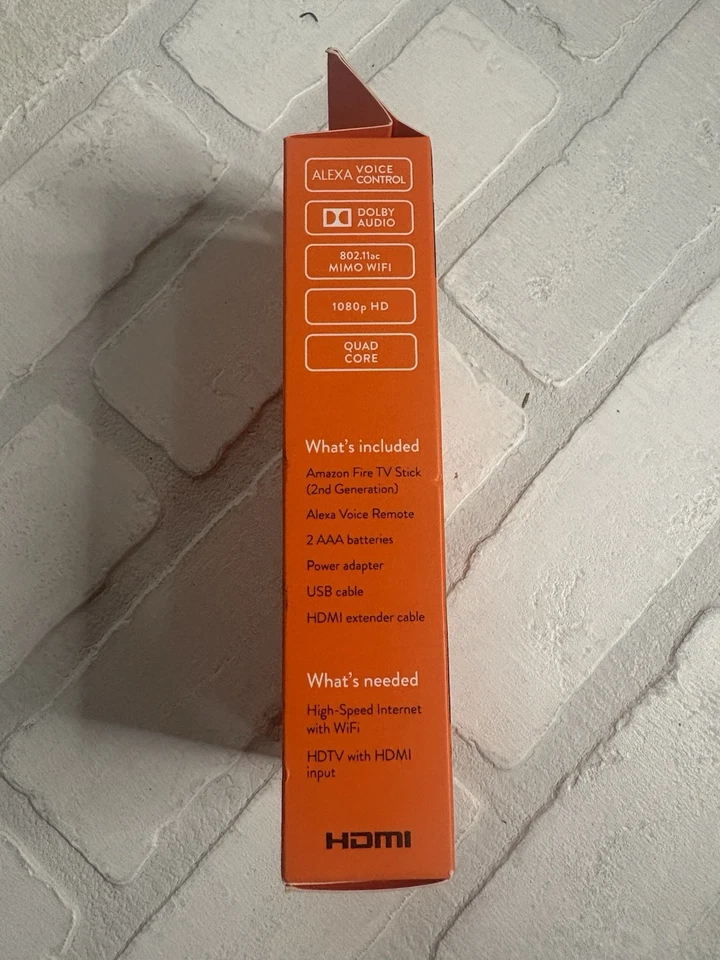 ALEXA VOICE CONTROL
DOLBY
AUDIO
802.11ac
MIMO WIFI
1080p HD
QUAD
CORE
What's included
Amazon Fire TV Stick
(2nd Generation)
Alexa Voice Remote
2 AAA batteries
Power adapter
USB cable
HDMI extender cable
What's needed
High-Speed Internet
with WiFi
HDTV with HDMI
input
HDMI